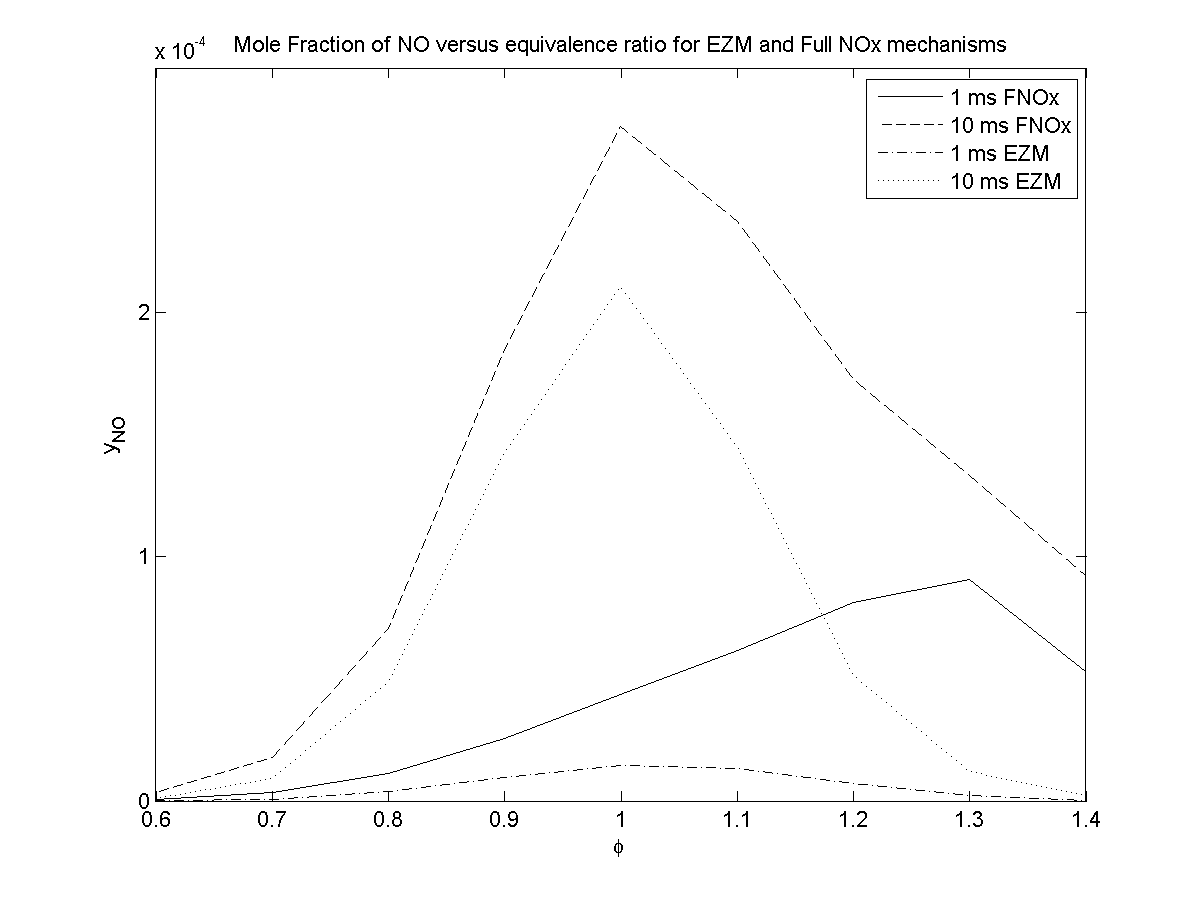 x 10-4
Mole Fraction of NO versus equivalence ratio for EZM and Full NOx mechanisms
1 ms FNOx
10 ms FNOx
1 ms EZM
10 ms EZM
2
1
0
yNO
0.6 0.7 0.8 0.9 1 1.1 1.2 1.3 1.4
ϕ